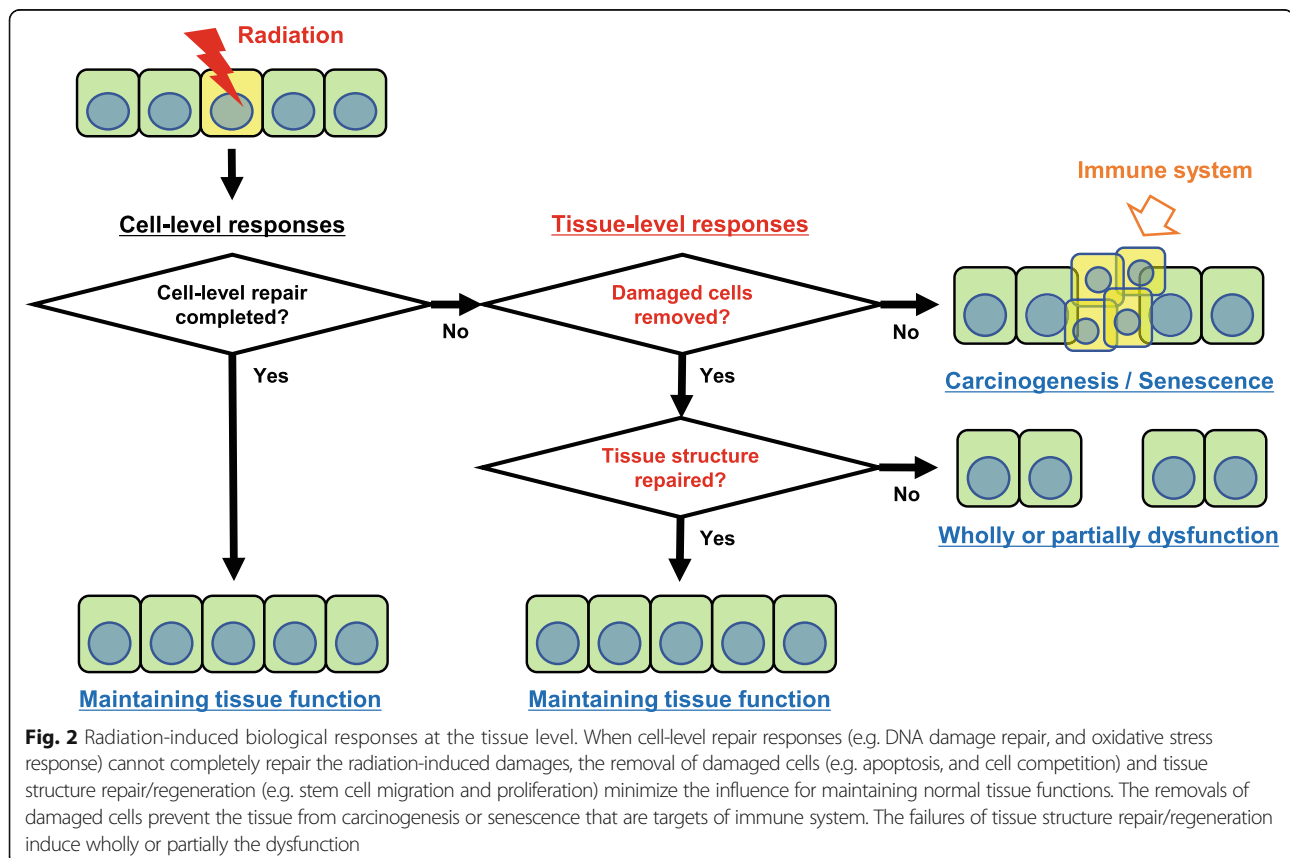 Radiation
Immune system
Cell-level responses
Tissue-level responses
Cell-level repair
completed?
No
Damaged cells
removed?
No
Yes
Yes
Carcinogenesis / Senescence
Tissue structure
repaired?
No
Yes
Wholly or partially dysfunction
Maintaining tissue function
Maintaining tissue function
Fig. 2 Radiation-induced biological responses at the tissue level. When cell-level repair responses (e.g. DNA damage repair, and oxidative stress
response) cannot completely repair the radiation-induced damages, the removal of damaged cells (e.g. apoptosis, and cell competition) and tissue
structure repair/regeneration (e.g. stem cell migration and proliferation) minimize the influence for maintaining normal tissue functions. The removals of
damaged cells prevent the tissue from carcinogenesis or senescence that are targets of immune system. The failures of tissue structure repair/regeneration
induce wholly or partially the dysfunction